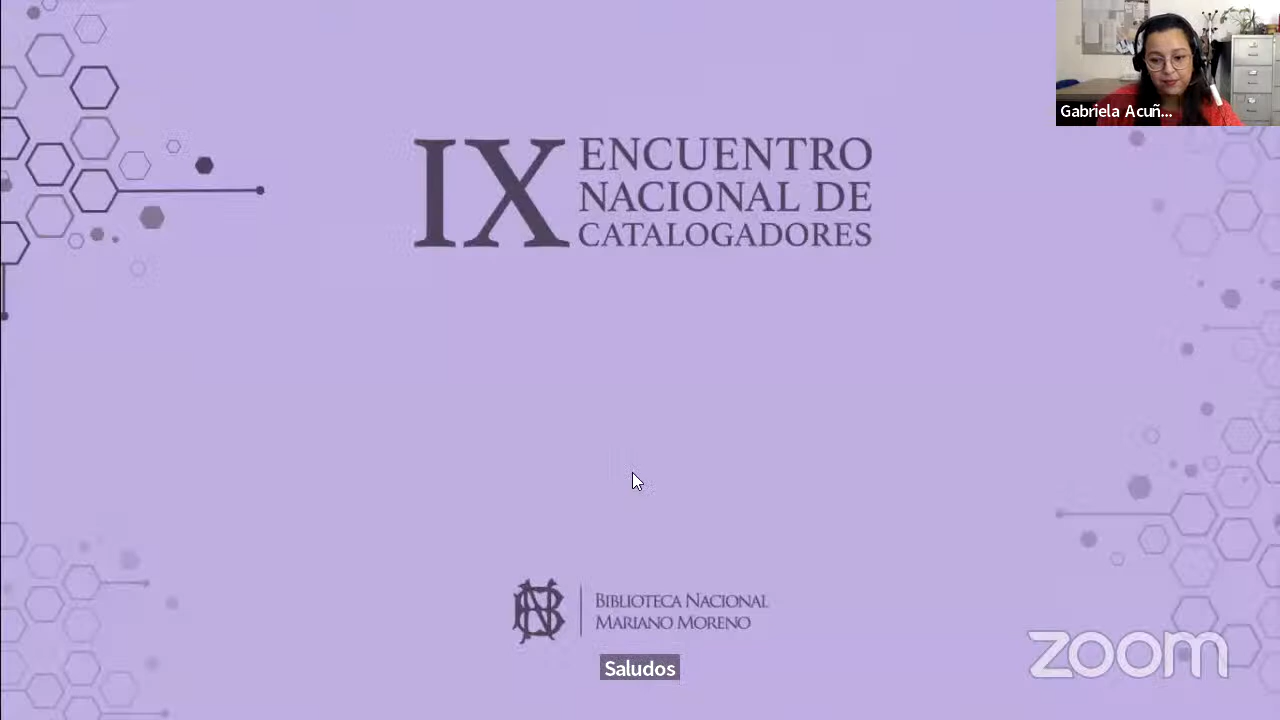 Gabriela Acuñ...
IX
ENCUENTRO
NACIONAL DE
CATALOGADORES
BIBLIOTECA NACIONAL
MARIANO MORENO
Saludos
zoom